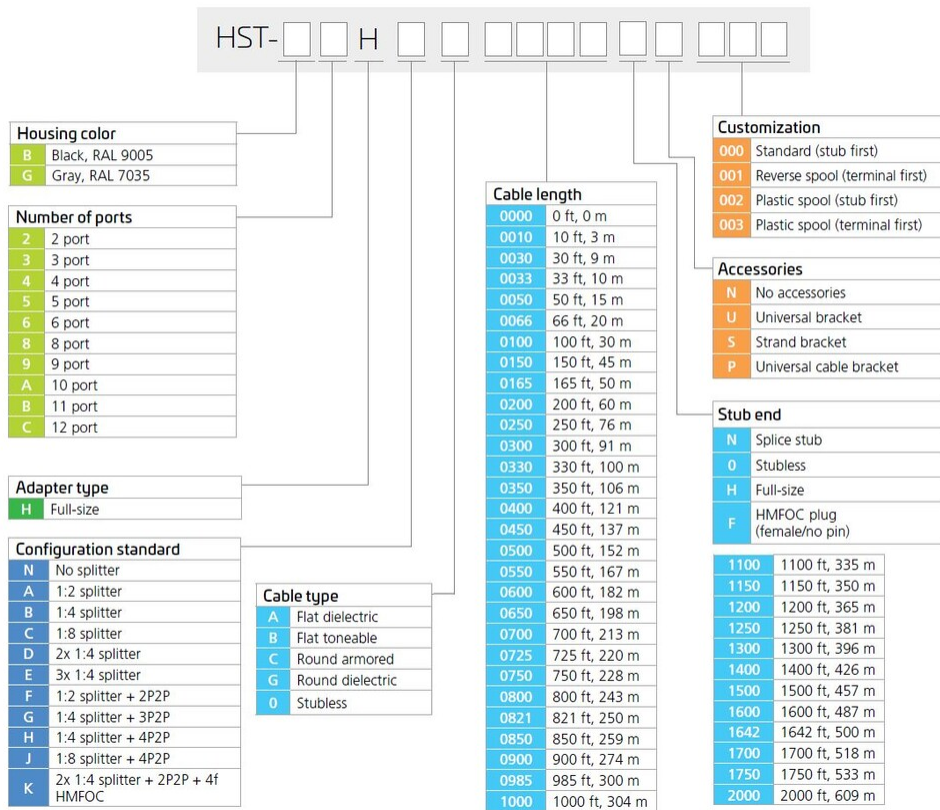 HST- H
Housing color
B Black, RAL 9005
G Gray, RAL 7035
Number of ports
2 2 port
3 3 port
4 4 port
5 5 port
6 6 port
8 8 port
9 9 port
A 10 port
B 11 port
C 12 port
Adapter type
H Full-size
Configuration standard
N No splitter
A 1:2 splitter
B 1:4 splitter
C 1:8 splitter
D 2x 1:4 splitter
E 3x 1:4 splitter
F 1:2 splitter + 2P2P
G 1:4 splitter + 3P2P
H 1:4 splitter + 4P2P
J 1:8 splitter + 4P2P
K 2x 1:4 splitter + 2P2P + 4f
HMFOC
Cable type
A Flat dielectric
B Flat toneable
C Round armored
G Round dielectric
0 Stubless
Cable length
0000 0 ft, 0 m
0010 10 ft, 3 m
0030 30 ft, 9 m
0033 33 ft, 10 m
0050 50 ft, 15 m
0066 66 ft, 20 m
0100 100 ft, 30 m
0150 150 ft, 45 m
0165 165 ft, 50 m
0200 200 ft, 60 m
0250 250 ft, 76 m
0300 300 ft, 91 m
0330 330 ft, 100 m
0350 350 ft, 106 m
0400 400 ft, 121 m
0450 450 ft, 137 m
0500 500 ft, 152 m
0550 550 ft, 167 m
0600 600 ft, 182 m
0650 650 ft, 198 m
0700 700 ft, 213 m
0725 725 ft, 220 m
0750 750 ft, 228 m
0800 800 ft, 243 m
0821 821 ft, 250 m
0850 850 ft, 259 m
0900 900 ft, 274 m
0985 985 ft, 300 m
1000 1000 ft, 304 m
1100 1100 ft, 335 m
1150 1150 ft, 350 m
1200 1200 ft, 365 m
1250 1250 ft, 381 m
1300 1300 ft, 396 m
1400 1400 ft, 426 m
1500 1500 ft, 457 m
1600 1600 ft, 487 m
1642 1642 ft, 500 m
1700 1700 ft, 518 m
1750 1750 ft, 533 m
2000 2000 ft, 609 m
Stub end
N Splice stub
0 Stubless
H Full-size
F HMFOC plug
(female/no pin)
Accessories
N No accessories
U Universal bracket
S Strand bracket
P Universal cable bracket
Customization
000 Standard (stub first)
001 Reverse spool (terminal first)
002 Plastic spool (stub first)
003 Plastic spool (terminal first)